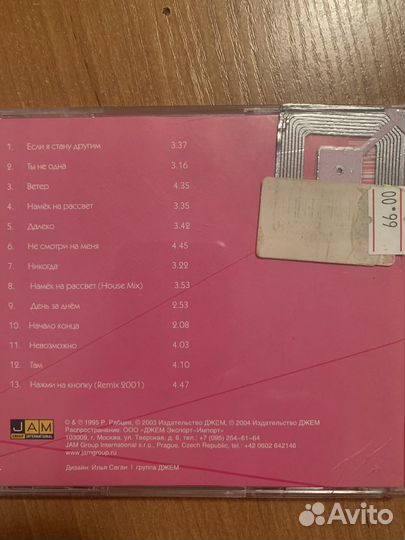 1. Если я стану другим 3.37
2. Ты не одна 3.16
3. Ветер 4.35
4. Намёк на рассвет 3.35
5. Далеко 3.42
6. Не смотри на меня 4.45
7. Никогда 3.22
8. Намёк на рассвет (House Mix) 3.53
9. День за днём 2.53
10. Начало конца 2.08
11. Невозможно 4.03
12. Там 4.10
13. Нажми на кнопку (Remix 2001) 4.47
66.00
JAM
GROUP INTERNATIONAL
℗ & © 1995 Р. Рябцев, © 2003 Издательство ДЖЕМ, ℗ 2004 Издательство ДЖЕМ
Распространение: ООО «ДЖЕМ Экспорт-Импорт»
103009, г. Москва, ул. Тверская, д. 6, тел.: +7 (095) 254-61-64
JAM Group International s.r.o., Prague, Czech Republic, tel.: +42 0602 642146
www.jamgroup.ru
Дизайн: Илья Саган | группа ДЖЕМ
Avito